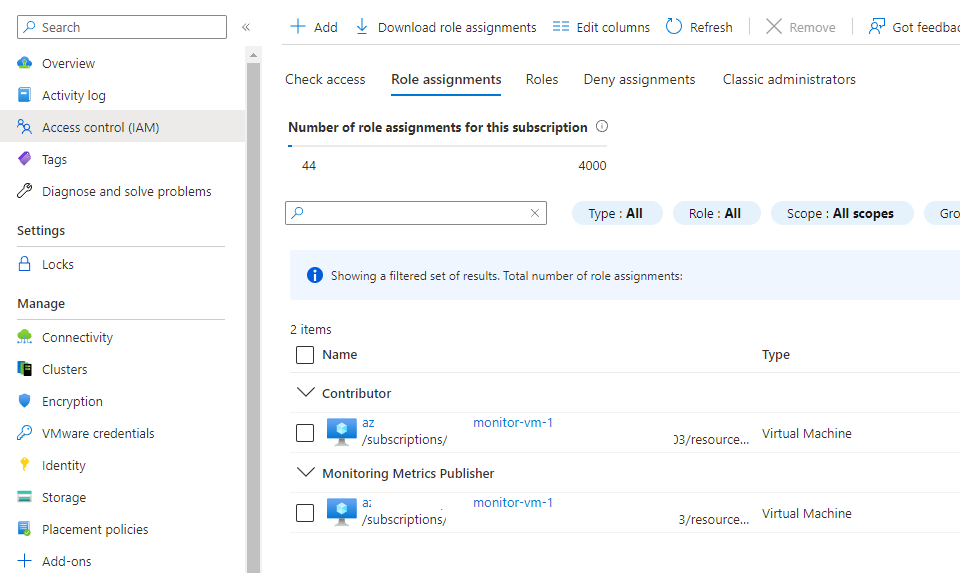 Search
«
Overview
Activity log
Access control (IAM)
Tags
Diagnose and solve problems
Settings
Locks
Manage
Connectivity
Clusters
Encryption
VMware credentials
Identity
Storage
Placement policies
Add-ons
Add Download role assignments Edit columns Refresh Remove Got feedbac
Check access Role assignments Roles Deny assignments Classic administrators
Number of role assignments for this subscription
44 4000
Type : All Role : All Scope : All scopes Gro
Showing a filtered set of results. Total number of role assignments:
2 items
Name Type
Contributor
az monitor-vm-1
/subscriptions/ 03/resource... Virtual Machine
Monitoring Metrics Publisher
monitor-vm-1
/subscriptions/ 3/resource... Virtual Machine